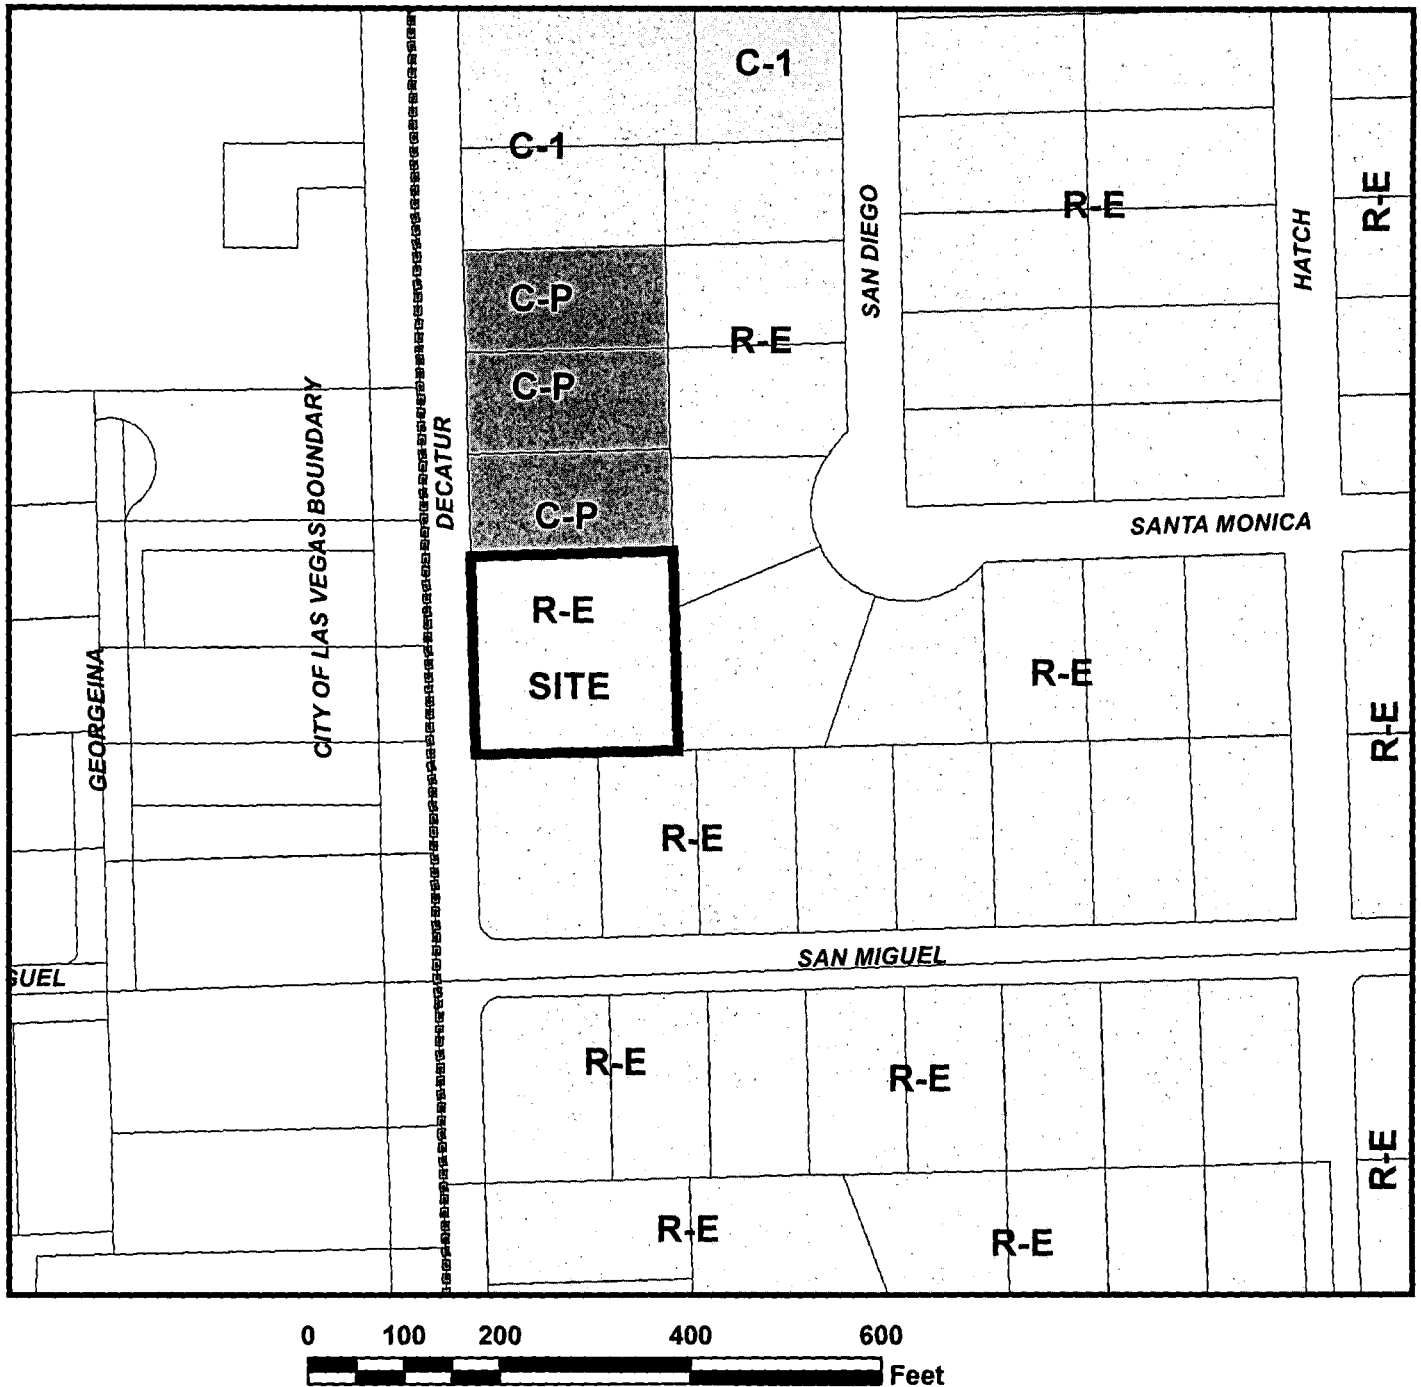 C-1
C-1
R-E
R-E
SAN DIEGO
HATCH
C-P
R-E
C-P
CITY OF LAS VEGAS BOUNDARY
DECATUR
C-P
SANTA MONICA
R-E
SITE
R-E
GEORGEINA
R-E
R-E
SAN MIGUEL
GUEL
R-E
R-E
R-E
R-E
R-E
0 100 200 400 600
Feet